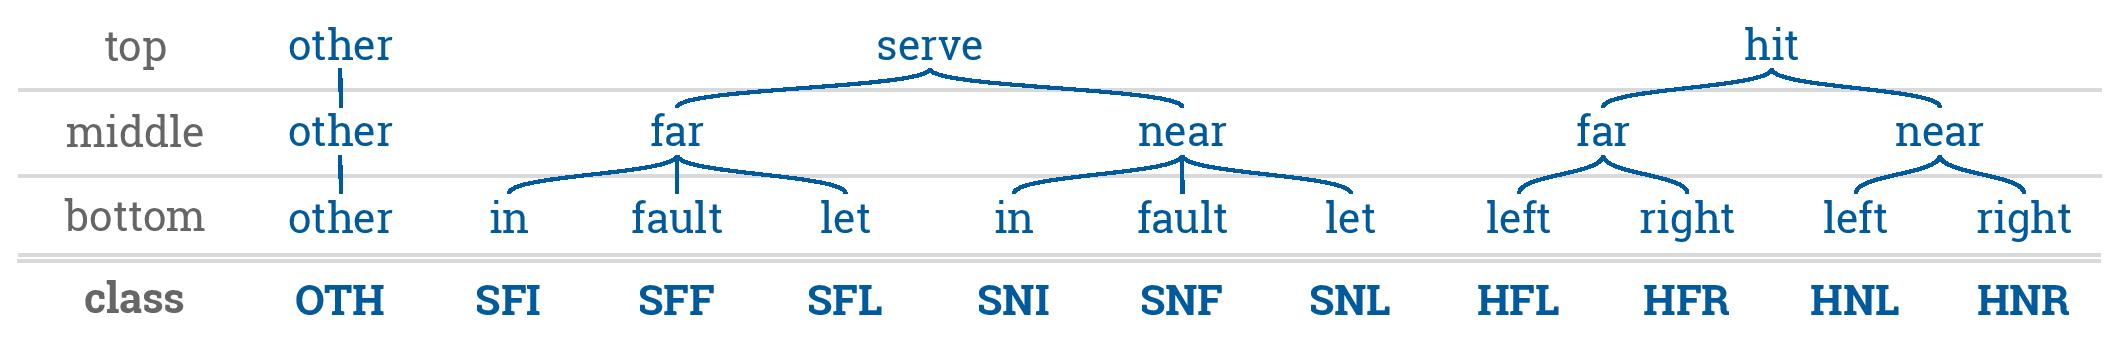 top other serve hit
middle other far near far near
bottom other in fault let in fault let left right left right
class OTH SFI SFF SFL SNI SNF SNL HFL HFR HNL HNR